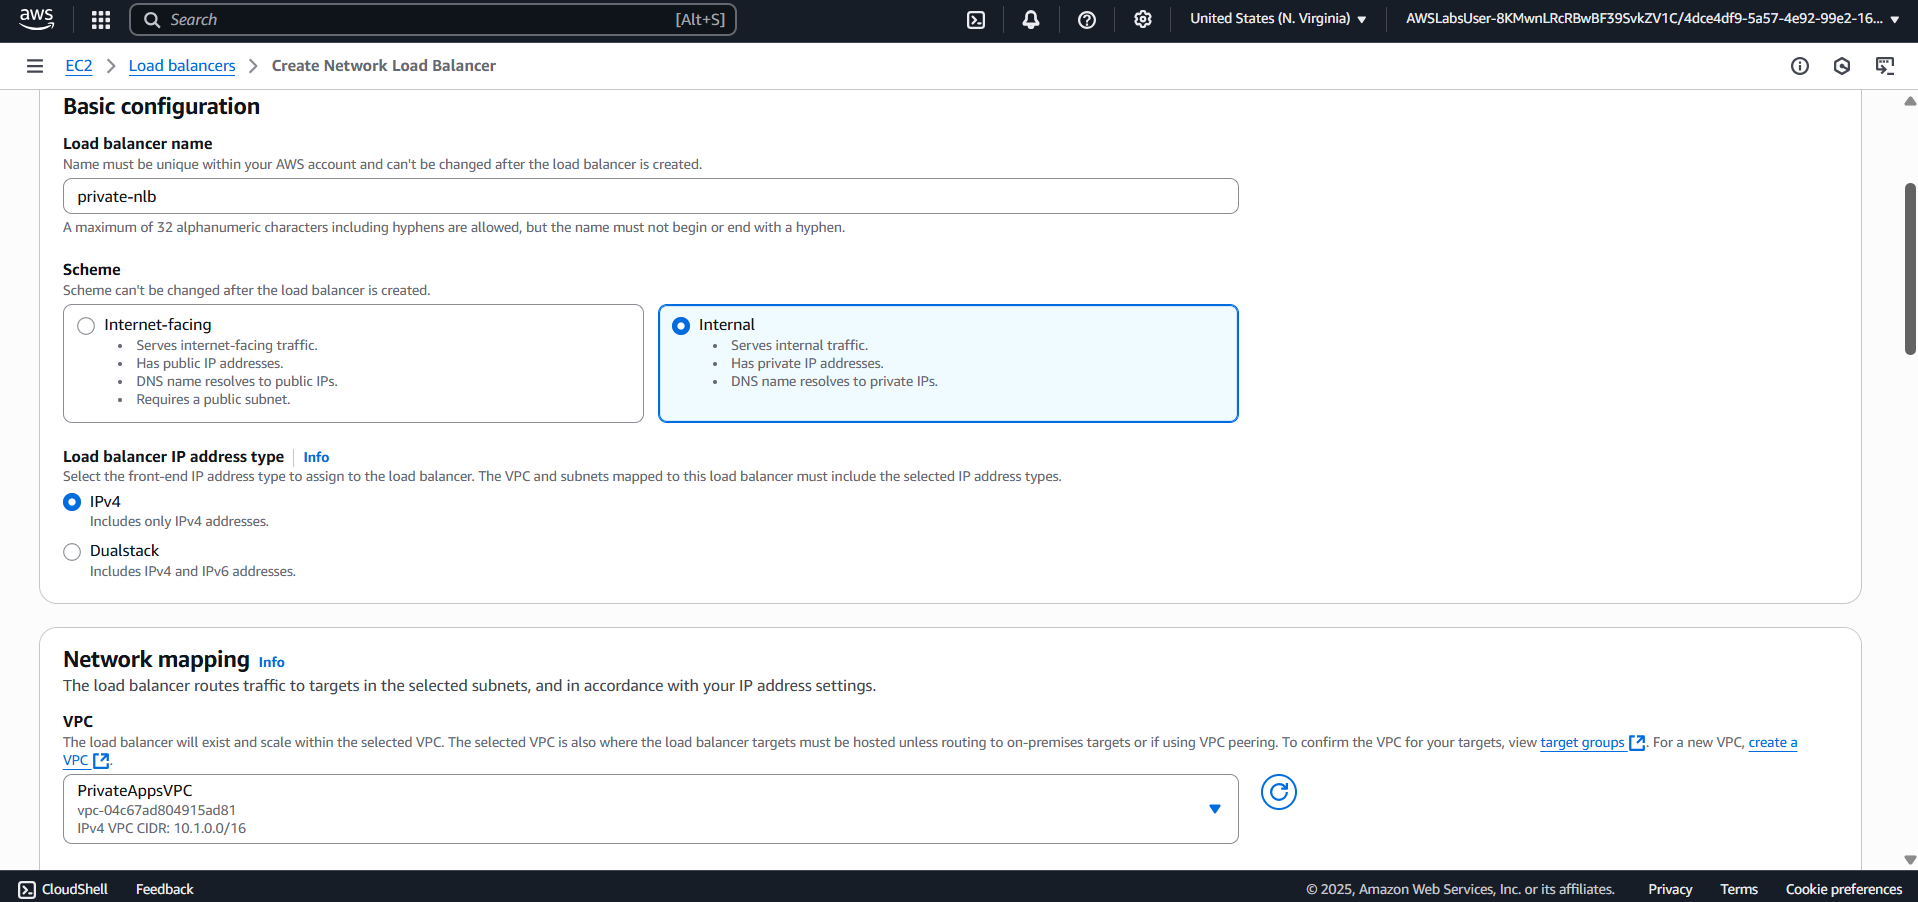 aws
Search [Alt+S]
United States (N. Virginia)
AWSLabsUser-8KMwnLRcRBwBF39SvkZV1C/4dce4df9-5a57-4e92-99e2-16...
EC2
Load balancers
Create Network Load Balancer
Basic configuration
Load balancer name
Name must be unique within your AWS account and can't be changed after the load balancer is created.
private-nlb
A maximum of 32 alphanumeric characters including hyphens are allowed, but the name must not begin or end with a hyphen.
Scheme
Scheme can't be changed after the load balancer is created.
Internet-facing
• Serves internet-facing traffic.
• Has public IP addresses.
• DNS name resolves to public IPs.
• Requires a public subnet.
Internal
• Serves internal traffic.
• Has private IP addresses.
• DNS name resolves to private IPs.
Load balancer IP address type Info
Select the front-end IP address type to assign to the load balancer. The VPC and subnets mapped to this load balancer must include the selected IP address types.
IPv4
Includes only IPv4 addresses.
Dualstack
Includes IPv4 and IPv6 addresses.
Network mapping Info
The load balancer routes traffic to targets in the selected subnets, and in accordance with your IP address settings.
VPC
The load balancer will exist and scale within the selected VPC. The selected VPC is also where the load balancer targets must be hosted unless routing to on-premises targets or if using VPC peering. To confirm the VPC for your targets, view target groups. For a new VPC, create a
VPC.
PrivateAppsVPC
vpc-04c67ad804915ad81
IPv4 VPC CIDR: 10.1.0.0/16
CloudShell
Feedback
© 2025, Amazon Web Services, Inc. or its affiliates.
Privacy
Terms
Cookie preferences